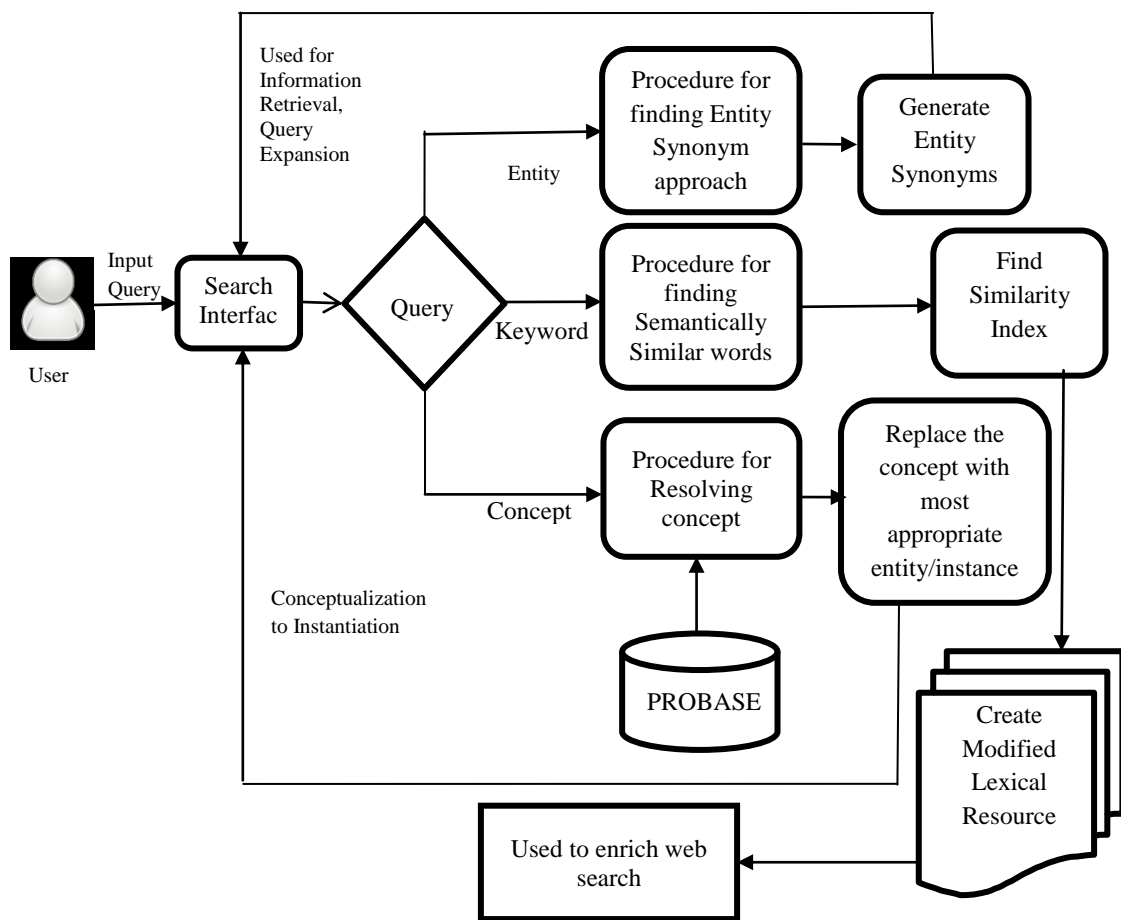 Used for
Information
Retrieval,
Query
Expansion
Procedure for
finding Entity
Synonym
approach
Generate
Entity
Synonyms
Entity
Input
Query
Search
Interfac
Query
Keyword
Procedure for
finding
Semantically
Similar words
Find
Similarity
Index
User
Concept
Procedure for
Resolving
concept
Replace the
concept with
most
appropriate
entity/instance
Conceptualization
to Instantiation
PROBASE
Create
Modified
Lexical
Resource
Used to enrich web
search